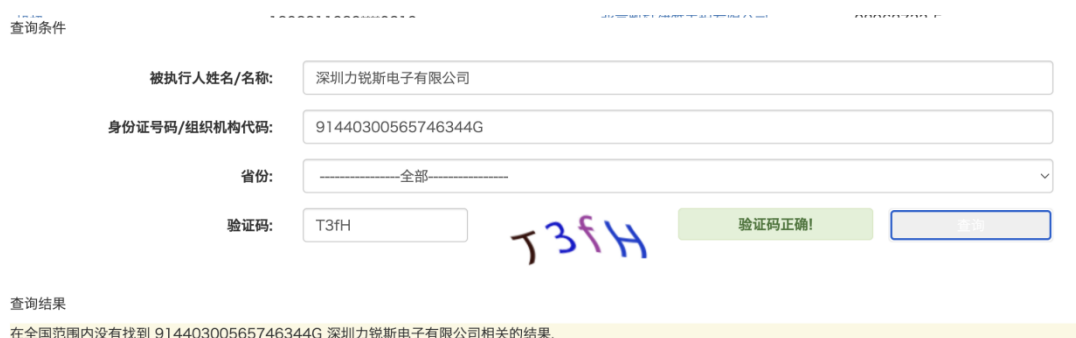 查询条件
被执行人姓名/名称:
深圳力锐斯电子有限公司
身份证号码/组织机构代码:
91440300565746344G
省份:
----------------全部----------------
验证码:
T3fH
T3fH
验证码正确!
查询
查询结果
在全国范围内没有找到 91440300565746344G 深圳力锐斯电子有限公司相关的结果.